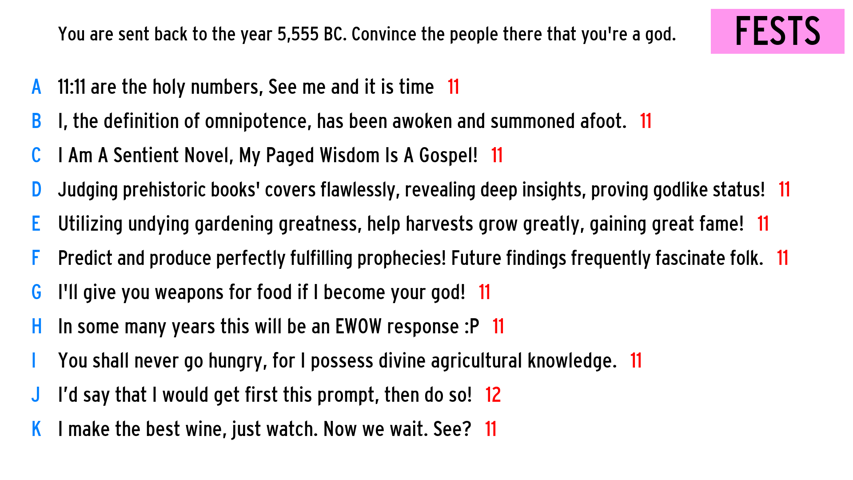 You are sent back to the year 5,555 BC. Convince the people there that you're a god.
FESTS
A 11:11 are the holy numbers, See me and it is time 11
B I, the definition of omnipotence, has been awoken and summoned afoot. 11
C I Am A Sentient Novel, My Paged Wisdom Is A Gospel! 11
D Judging prehistoric books' covers flawlessly, revealing deep insights, proving godlike status! 11
E Utilizing undying gardening greatness, help harvests grow greatly, gaining great fame! 11
F Predict and produce perfectly fulfilling prophecies! Future findings frequently fascinate folk. 11
G I'll give you weapons for food if I become your god! 11
H In some many years this will be an EWOW response :P 11
I You shall never go hungry, for I possess divine agricultural knowledge. 11
J I’d say that I would get first this prompt, then do so! 12
K I make the best wine, just watch. Now we wait. See? 11